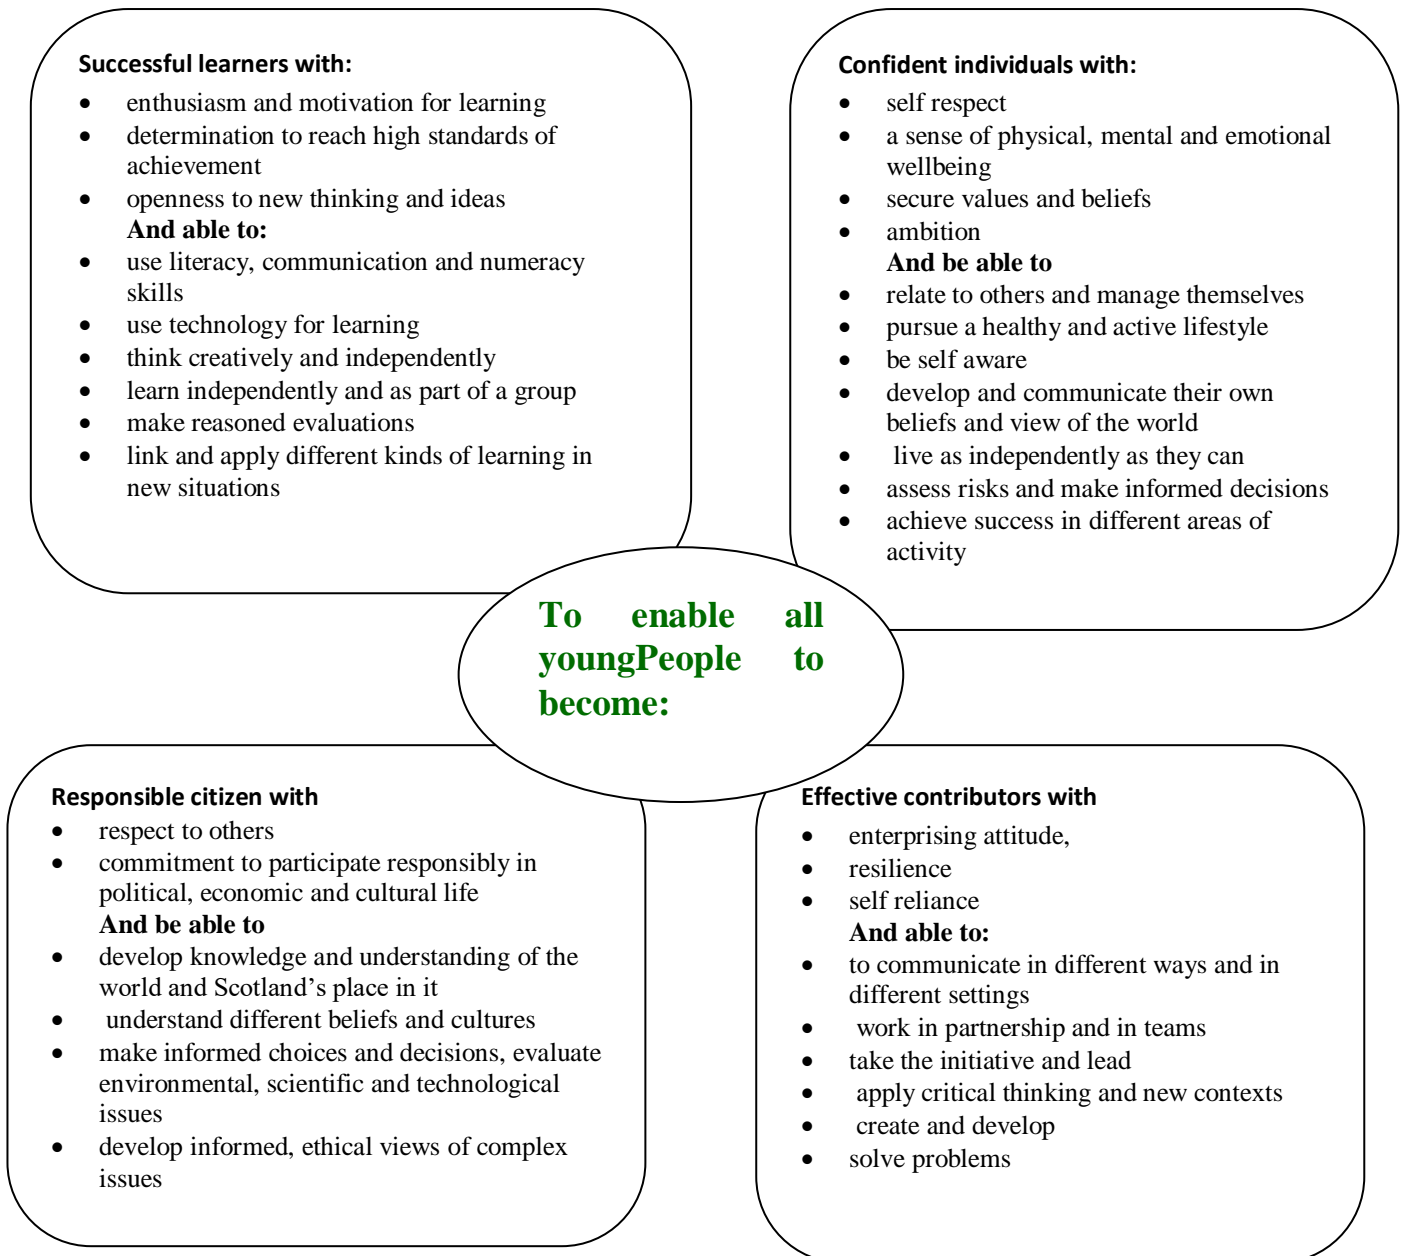 Successful learners with:
• enthusiasm and motivation for learning
• determination to reach high standards of
achievement
• openness to new thinking and ideas
And able to:
• use literacy, communication and numeracy
skills
• use technology for learning
• think creatively and independently
• learn independently and as part of a group
• make reasoned evaluations
• link and apply different kinds of learning in
new situations
Confident individuals with:
• self respect
• a sense of physical, mental and emotional
wellbeing
• secure values and beliefs
• ambition
And be able to
• relate to others and manage themselves
• pursue a healthy and active lifestyle
• be self aware
• develop and communicate their own
beliefs and view of the world
• live as independently as they can
• assess risks and make informed decisions
• achieve success in different areas of
activity
To enable all
youngPeople to
become:
Responsible citizen with
• respect to others
• commitment to participate responsibly in
political, economic and cultural life
And be able to
• develop knowledge and understanding of the
world and Scotland’s place in it
• understand different beliefs and cultures
• make informed choices and decisions, evaluate
environmental, scientific and technological
issues
• develop informed, ethical views of complex
issues
Effective contributors with
• enterprising attitude,
• resilience
• self reliance
And able to:
• to communicate in different ways and in
different settings
• work in partnership and in teams
• take the initiative and lead
• apply critical thinking and new contexts
• create and develop
• solve problems